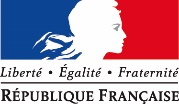 Liberté • Égalité • Fraternité
RÉPUBLIQUE FRANÇAISE